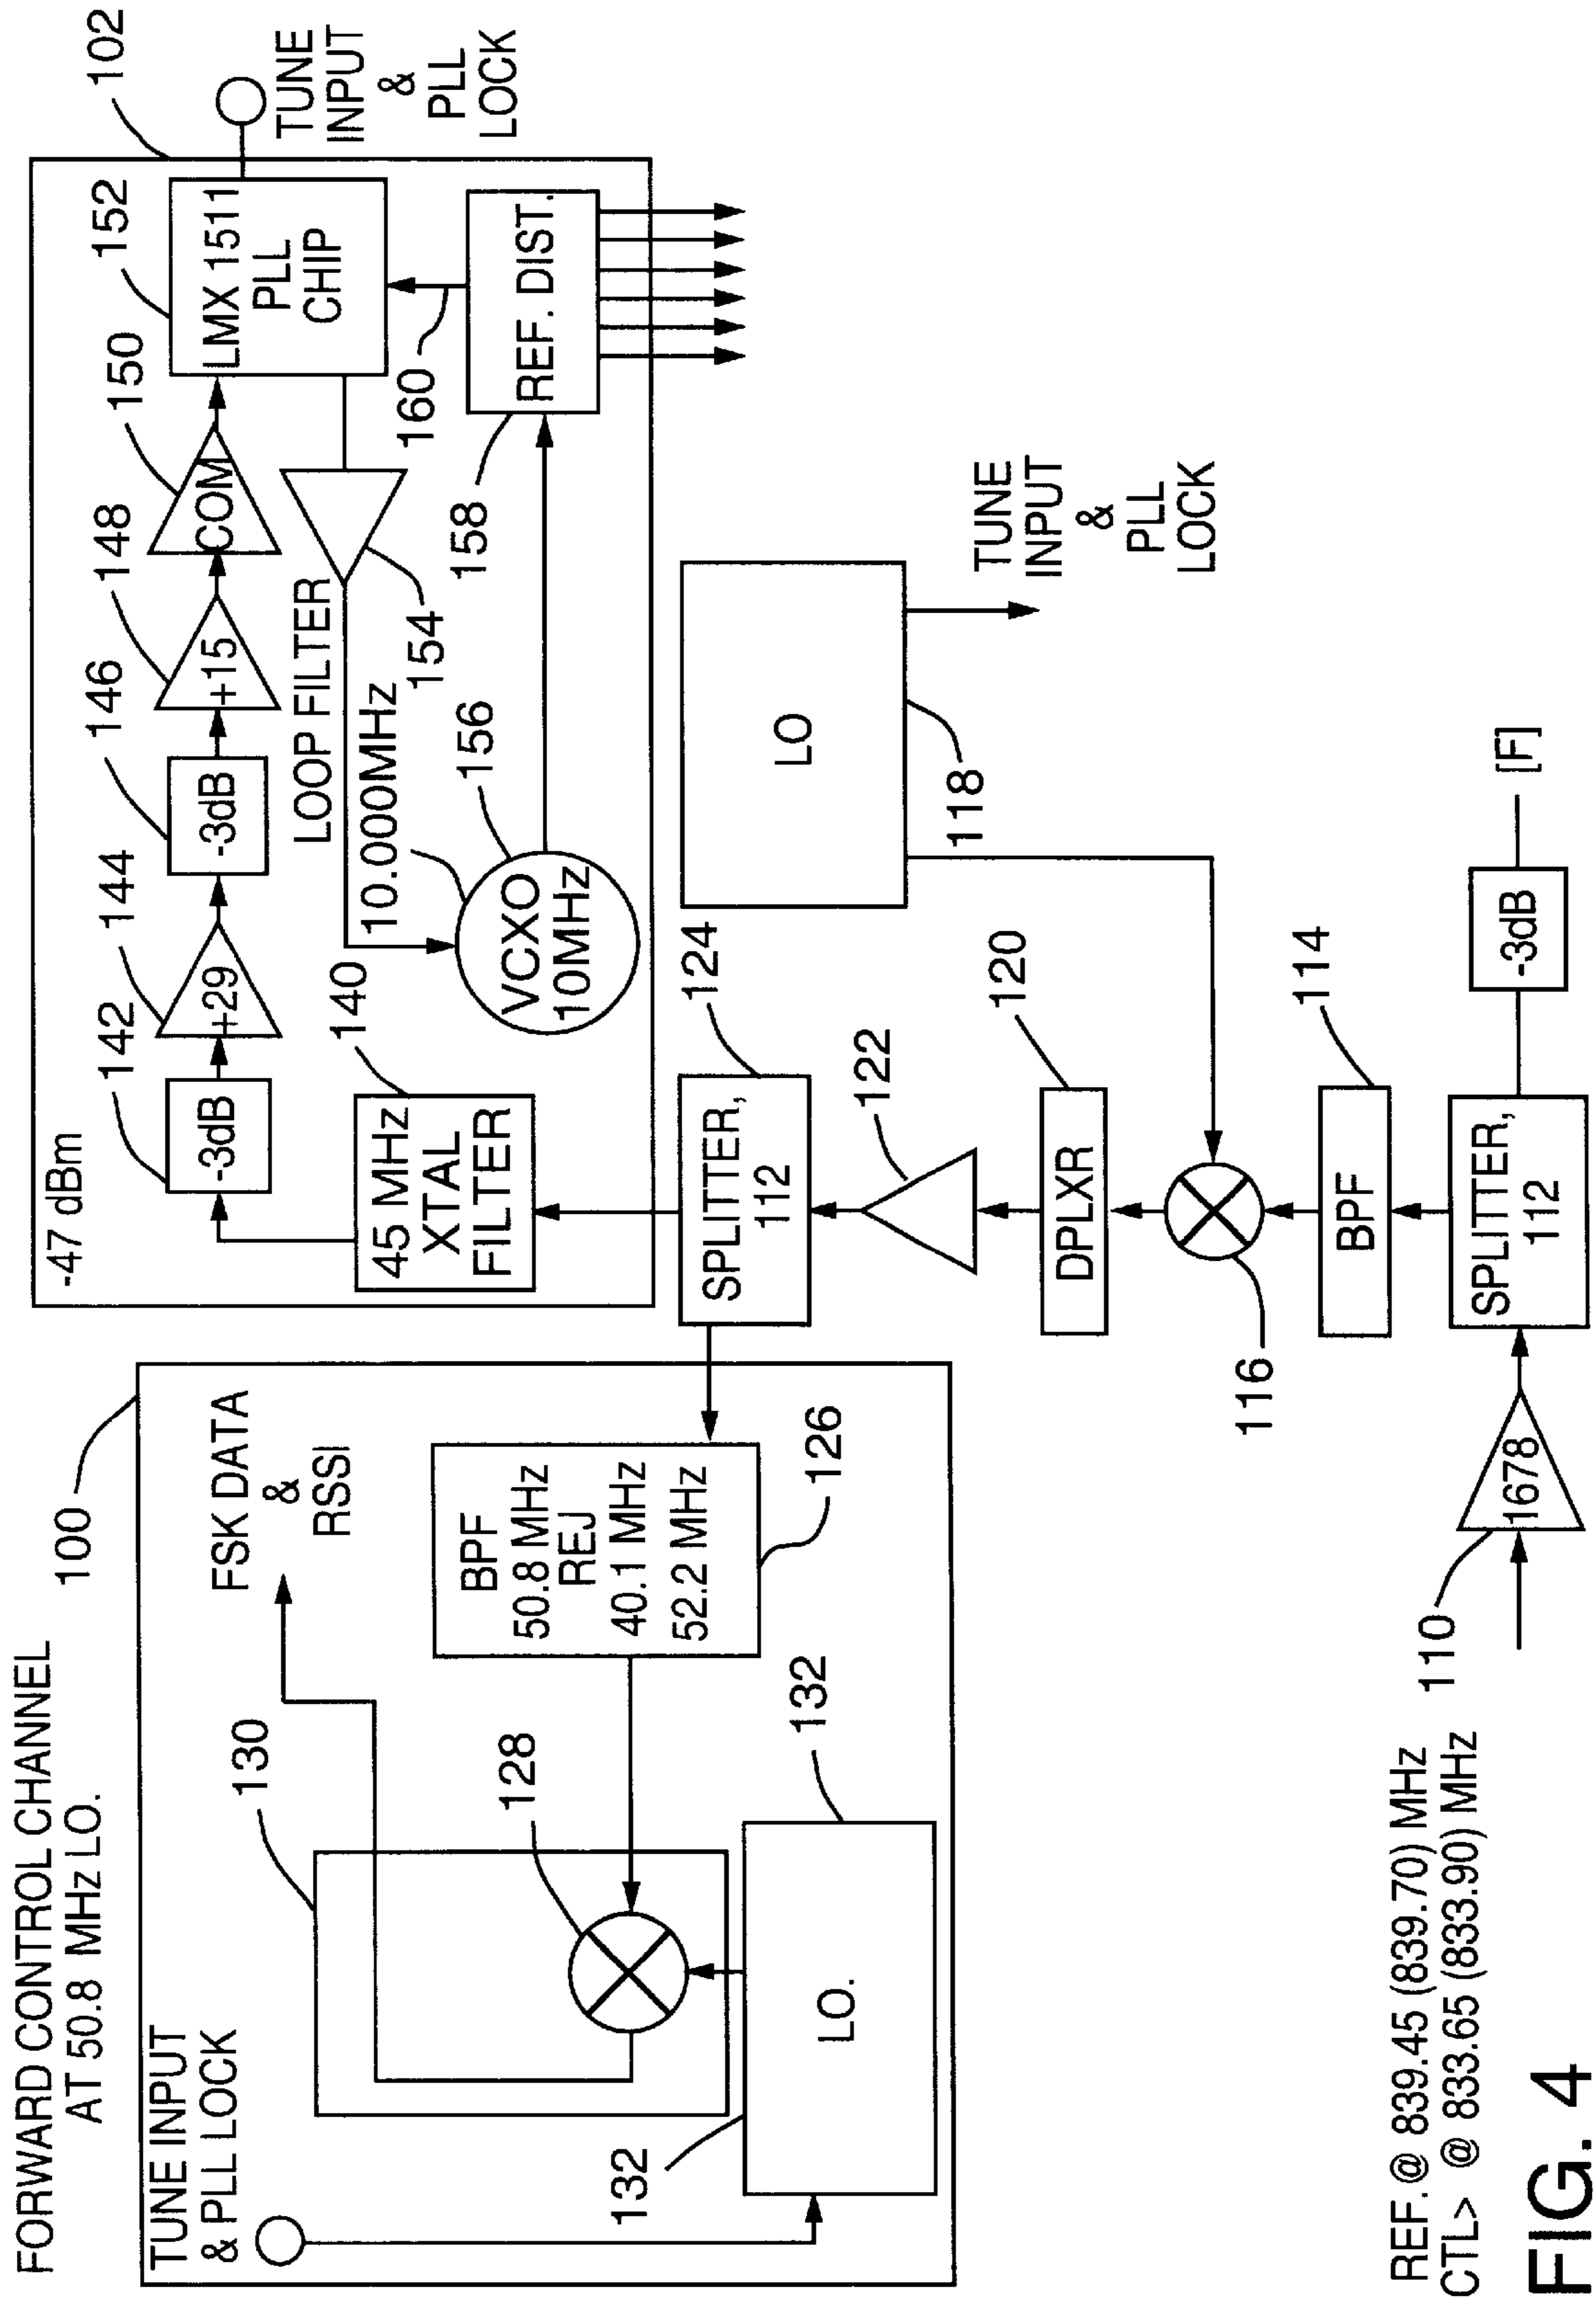 FORWARD CONTROL CHANNEL
AT 50.8 MHz LO.
100
TUNE INPUT
& PLL LOCK
130
FSK DATA
&
RSSI
128
BPF
50.8 MHz
REJ
40.1 MHz
52.2 MHz
126
132
LO.
132
-47 dBm
102
142
-3dB
144
+29
146
-3dB
148
+15
150
COM
152
LMX 1511
PLL
CHIP
TUNE
INPUT
&
PLL
LOCK
140
45 MHz
XTAL
FILTER
LOOP FILTER
154
10.000MHz
156
VCXO
10MHz
160
158
REF. DIST.
124
SPLITTER,
112
122
LO
118
TUNE
INPUT
&
PLL
LOCK
120
DPLXR
116
114
BPF
110
1678
SPLITTER,
112
-3dB
[F]
REF.@ 839.45 (839.70) MHz
CTL> @ 833.65 (833.90) MHz
FIG. 4